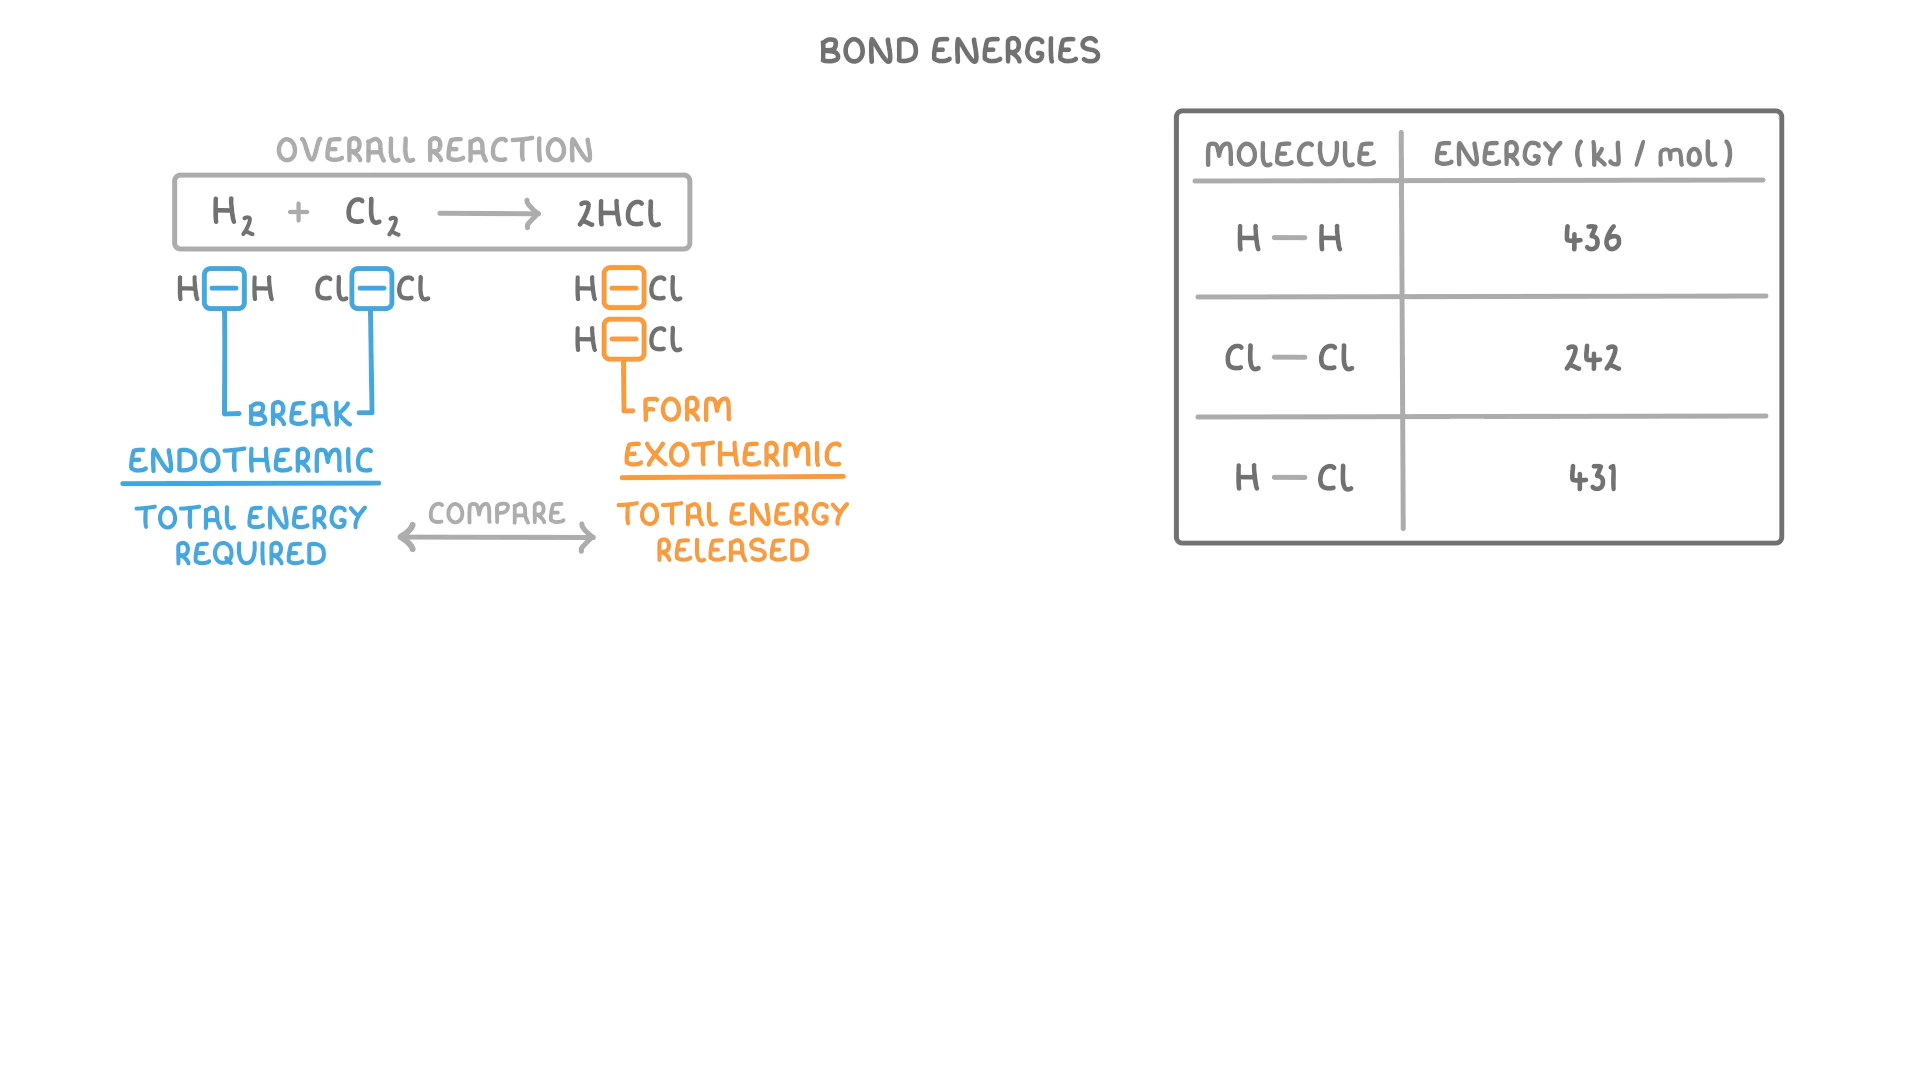 BOND ENERGIES
OVERALL REACTION
H₂ + Cl₂ → 2HCl
H – H Cl – Cl H – Cl
H – Cl
BREAK
FORM
ENDOTHERMIC
EXOTHERMIC
TOTAL ENERGY
REQUIRED
COMPARE
TOTAL ENERGY
RELEASED
MOLECULE ENERGY (kJ / mol)
H – H 436
Cl – Cl 242
H – Cl 431